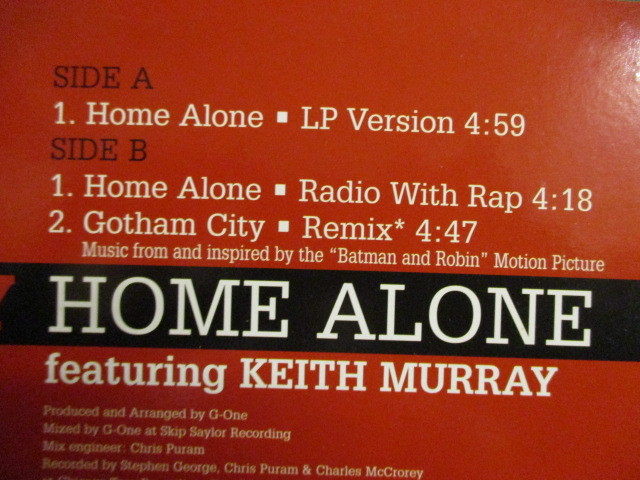 SIDE A
1. Home Alone ▪ LP Version 4:59
SIDE B
1. Home Alone ▪ Radio With Rap 4:18
2. Gotham City ▪ Remix* 4:47
Music from and inspired by the "Batman and Robin" Motion Picture
HOME ALONE
featuring KEITH MURRAY
Produced and Arranged by G-One
Mized by G-One at Skip Saylor Recording
Mix engineer: Chris Puram
Recorded by Stephen George, Chris Puram & Charles McCrorey